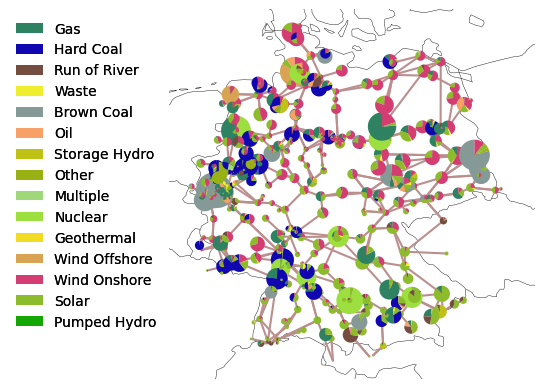 Gas
Hard Coal
Run of River
Waste
Brown Coal
Oil
Storage Hydro
Other
Multiple
Nuclear
Geothermal
Wind Offshore
Wind Onshore
Solar
Pumped Hydro